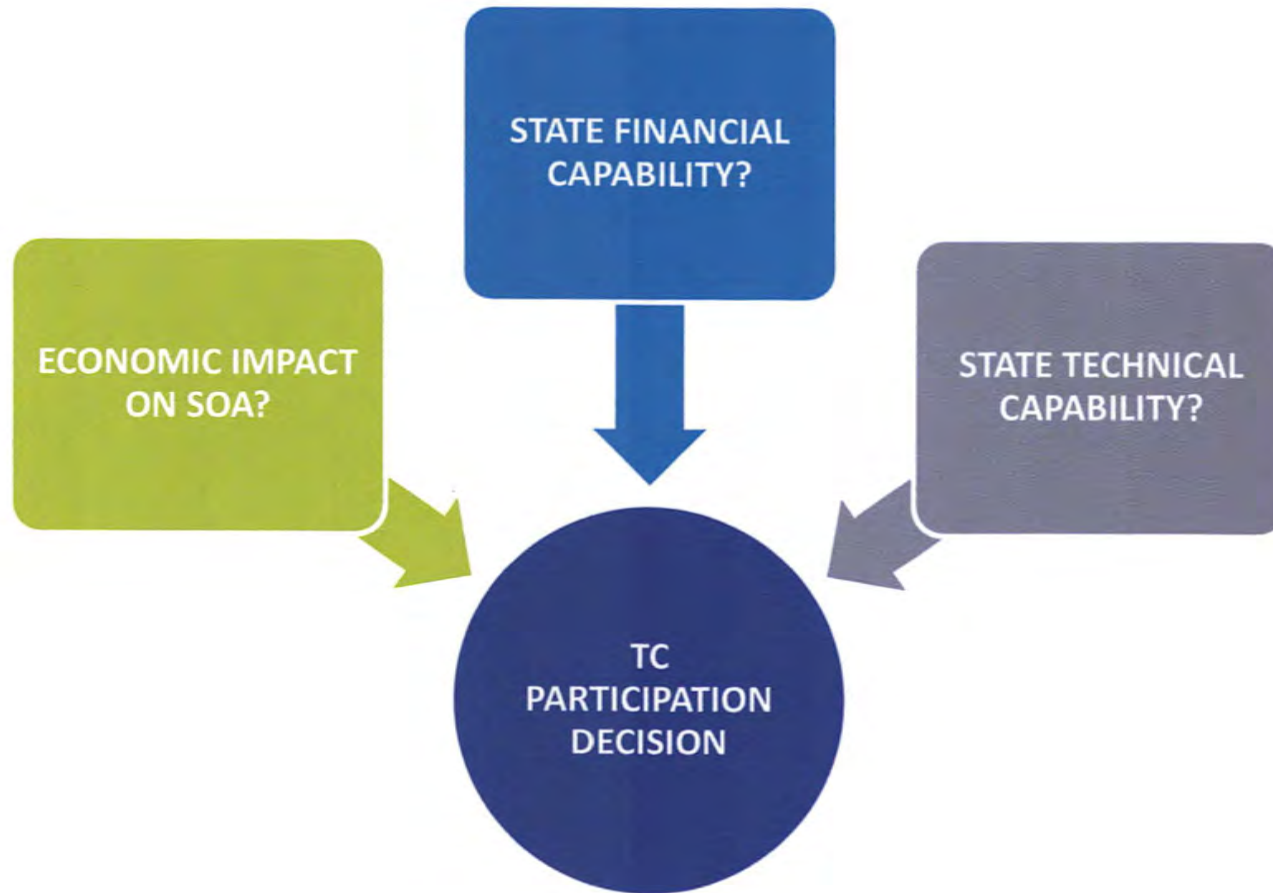 STATE FINANCIAL
CAPABILITY?
ECONOMIC IMPACT
ON SOA?
STATE TECHNICAL
CAPABILITY?
TC
PARTICIPATION
DECISION